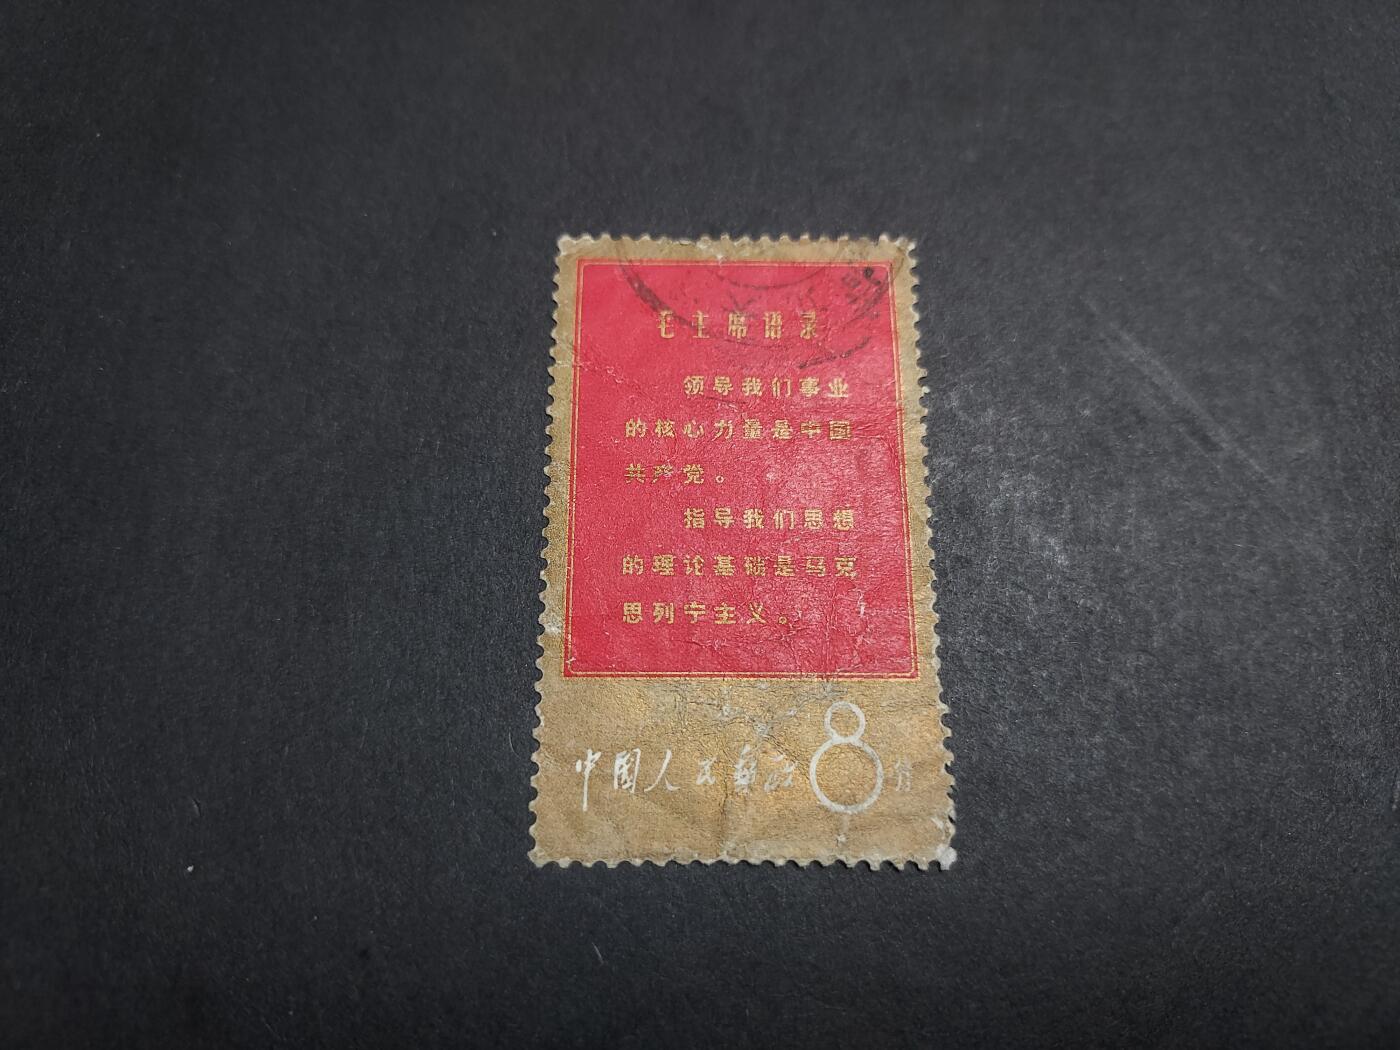 毛主席语录
领导我们事业
的核心力量是中国
共产党。
指导我们思想
的理论基础是马克
思列宁主义。
中国人民邮政 8分